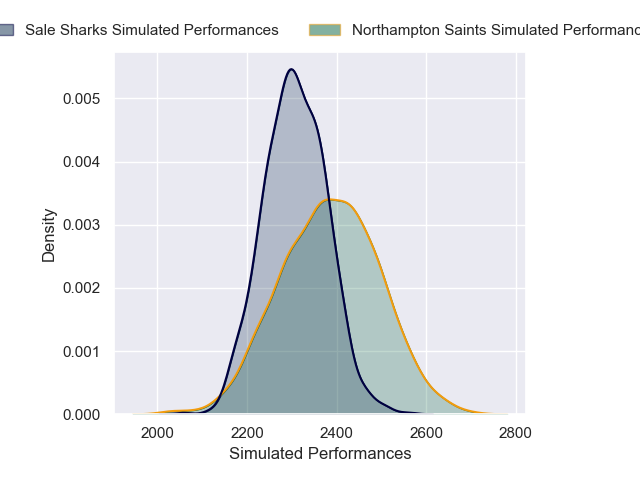 Sale Sharks Simulated Performances Northampton Saints Simulated Performanc
0.005
0.004
0.003
0.002
0.001
0.000
Density
2000 2200 2400 2600 2800
Simulated Performances